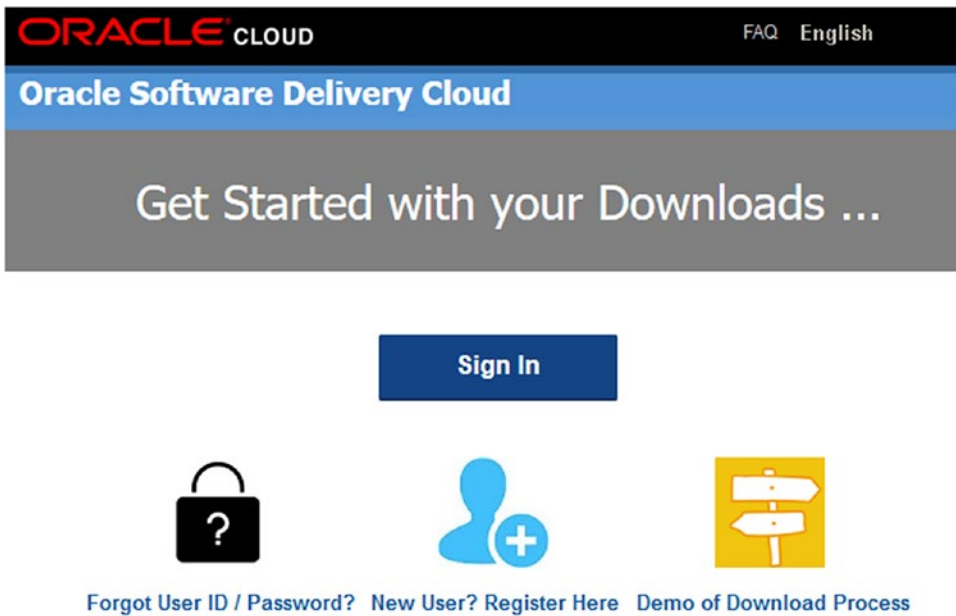 ORACLE CLOUD FAQ English
Oracle Software Delivery Cloud
Get Started with your Downloads ...
Sign In
?
Forgot User ID / Password? New User? Register Here Demo of Download Process